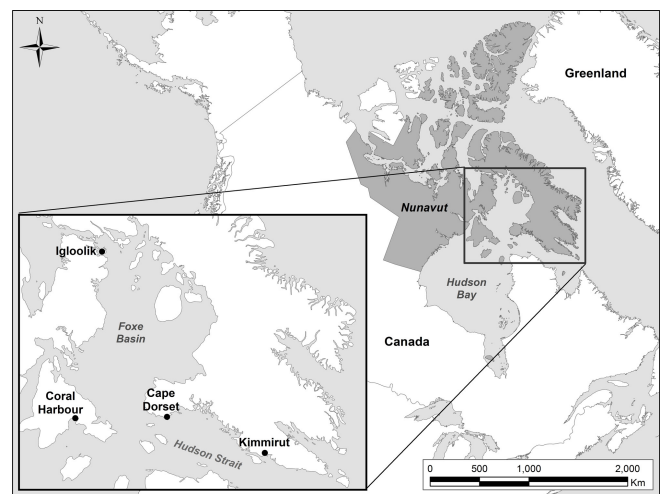 N
Greenland
Nunavut
Hudson
Bay
Canada
Igloolik
Foxe
Basin
Coral
Harbour
Cape
Dorset
Kimmirut
Hudson Strait
0 500 1,000 2,000
Km